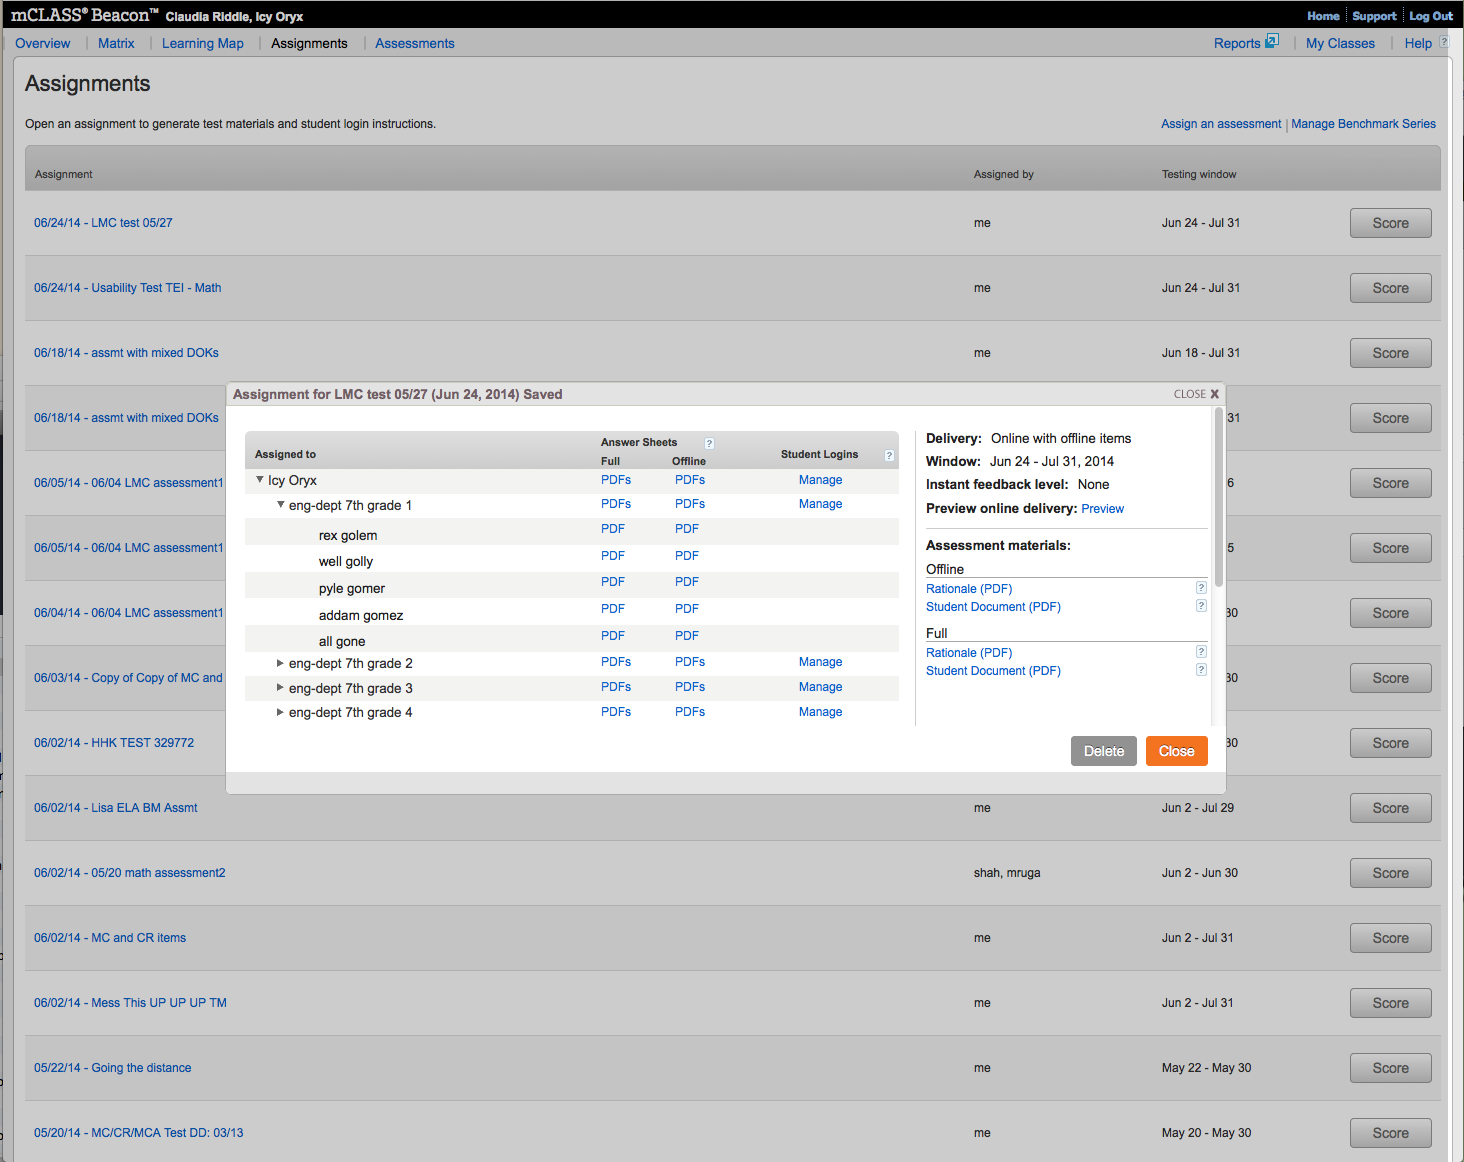 mCLASS® Beacon™ Claudia Riddle, Icy Oryx Home Support Log Out
Overview Matrix Learning Map Assignments Assessments Reports My Classes Help ?
Assignments
Open an assignment to generate test materials and student login instructions. Assign an assessment | Manage Benchmark Series
Assignment Assigned by Testing window
06/24/14 - LMC test 05/27 me Jun 24 - Jul 31 Score
06/24/14 - Usability Test TEI - Math me Jun 24 - Jul 31 Score
06/18/14 - assmt with mixed DOKs me Jun 18 - Jul 31 Score
06/18/14 - assmt with mixed DOKs 31 Score
06/05/14 - 06/04 LMC assessment1 6 Score
06/05/14 - 06/04 LMC assessment1 5 Score
06/04/14 - 06/04 LMC assessment1 30 Score
06/03/14 - Copy of Copy of MC and 30 Score
06/02/14 - HHK TEST 329772 30 Score
Assignment for LMC test 05/27 (Jun 24, 2014) Saved CLOSE X
Assigned to Answer Sheets ? Student Logins ?
Full Offline
Icy Oryx PDFs PDFs Manage
eng-dept 7th grade 1 PDFs PDFs Manage
rex golem PDF PDF
well golly PDF PDF
pyle gomer PDF PDF
addam gomez PDF PDF
all gone PDF PDF
eng-dept 7th grade 2 PDFs PDFs Manage
eng-dept 7th grade 3 PDFs PDFs Manage
eng-dept 7th grade 4 PDFs PDFs Manage
Delivery: Online with offline items
Window: Jun 24 - Jul 31, 2014
Instant feedback level: None
Preview online delivery: Preview
Assessment materials:
Offline
Rationale (PDF) ?
Student Document (PDF) ?
Full
Rationale (PDF) ?
Student Document (PDF) ?
Delete Close
06/02/14 - Lisa ELA BM Assmt me Jun 2 - Jul 29 Score
06/02/14 - 05/20 math assessment2 shah, mruga Jun 2 - Jun 30 Score
06/02/14 - MC and CR items me Jun 2 - Jul 31 Score
06/02/14 - Mess This UP UP UP TM me Jun 2 - Jul 31 Score
05/22/14 - Going the distance me May 22 - May 30 Score
05/20/14 - MC/CR/MCA Test DD: 03/13 me May 20 - May 30 Score